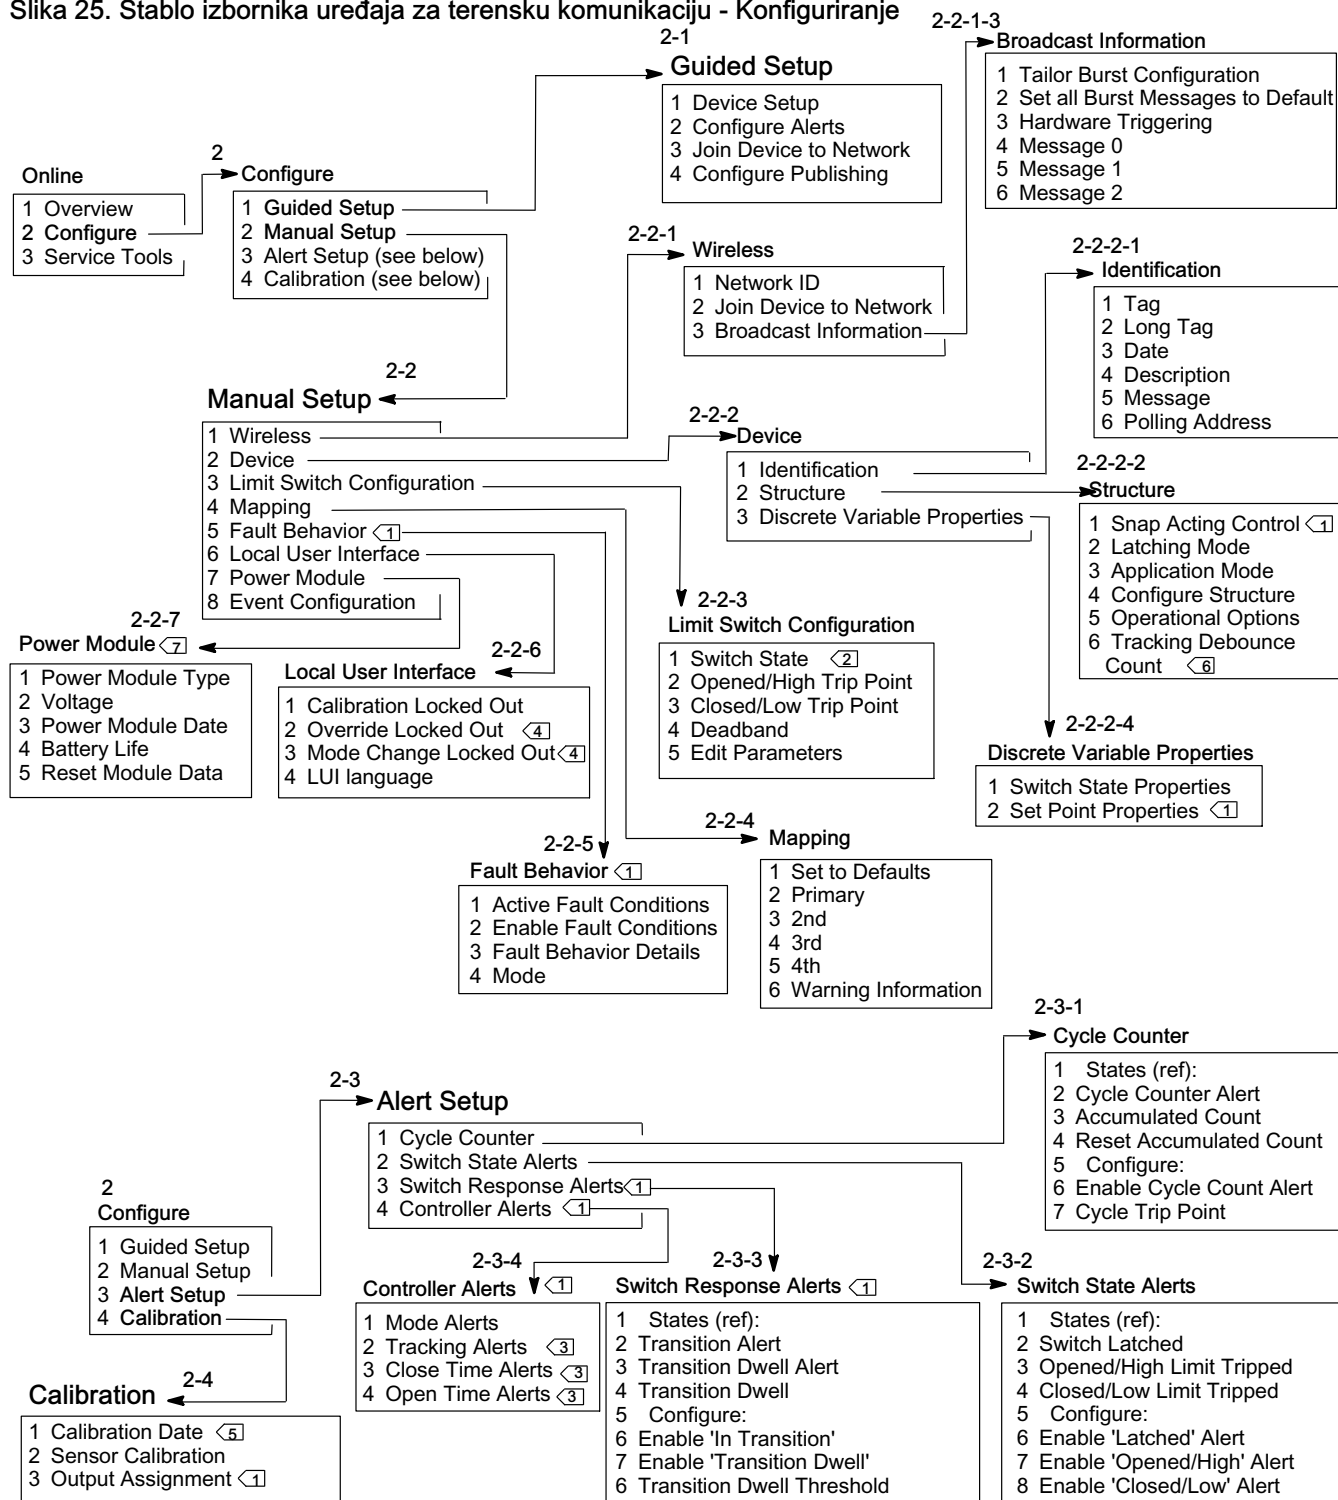 Slika 25. Stablo izbornika uređaja za terensku komunikaciju - Konfiguriranje
Online
1 Overview
2 Configure
3 Service Tools
2
Configure
1 Guided Setup
2 Manual Setup
3 Alert Setup (see below)
4 Calibration (see below)
2-1
Guided Setup
1 Device Setup
2 Configure Alerts
3 Join Device to Network
4 Configure Publishing
2-2-1-3
Broadcast Information
1 Tailor Burst Configuration
2 Set all Burst Messages to Default
3 Hardware Triggering
4 Message 0
5 Message 1
6 Message 2
2-2-1
Wireless
1 Network ID
2 Join Device to Network
3 Broadcast Information
2-2-2-1
Identification
1 Tag
2 Long Tag
3 Date
4 Description
5 Message
6 Polling Address
2-2
Manual Setup
1 Wireless
2 Device
3 Limit Switch Configuration
4 Mapping
5 Fault Behavior 1
6 Local User Interface
7 Power Module
8 Event Configuration
2-2-2
Device
1 Identification
2 Structure
3 Discrete Variable Properties
2-2-2-2
Structure
1 Snap Acting Control 1
2 Latching Mode
3 Application Mode
4 Configure Structure
5 Operational Options
6 Tracking Debounce
Count 6
2-2-7
Power Module 7
1 Power Module Type
2 Voltage
3 Power Module Date
4 Battery Life
5 Reset Module Data
2-2-6
Local User Interface
1 Calibration Locked Out
2 Override Locked Out 4
3 Mode Change Locked Out 4
4 LUI language
2-2-3
Limit Switch Configuration
1 Switch State 2
2 Opened/High Trip Point
3 Closed/Low Trip Point
4 Deadband
5 Edit Parameters
2-2-2-4
Discrete Variable Properties
1 Switch State Properties
2 Set Point Properties 1
2-2-5
Fault Behavior 1
1 Active Fault Conditions
2 Enable Fault Conditions
3 Fault Behavior Details
4 Mode
2-2-4
Mapping
1 Set to Defaults
2 Primary
3 2nd
4 3rd
5 4th
6 Warning Information
2-3-1
Cycle Counter
1 States (ref):
2 Cycle Counter Alert
3 Accumulated Count
4 Reset Accumulated Count
5 Configure:
6 Enable Cycle Count Alert
7 Cycle Trip Point
2-3
Alert Setup
1 Cycle Counter
2 Switch State Alerts
3 Switch Response Alerts 1
4 Controller Alerts 1
2
Configure
1 Guided Setup
2 Manual Setup
3 Alert Setup
4 Calibration
2-4
Calibration
1 Calibration Date 5
2 Sensor Calibration
3 Output Assignment 1
2-3-4
Controller Alerts 1
1 Mode Alerts
2 Tracking Alerts 3
3 Close Time Alerts 3
4 Open Time Alerts 3
2-3-3
Switch Response Alerts 1
1 States (ref):
2 Transition Alert
3 Transition Dwell Alert
4 Transition Dwell
5 Configure:
6 Enable 'In Transition'
7 Enable 'Transition Dwell'
6 Transition Dwell Threshold
2-3-2
Switch State Alerts
1 States (ref):
2 Switch Latched
3 Opened/High Limit Tripped
4 Closed/Low Limit Tripped
5 Configure:
6 Enable 'Latched' Alert
7 Enable 'Opened/High' Alert
8 Enable 'Closed/Low' Alert